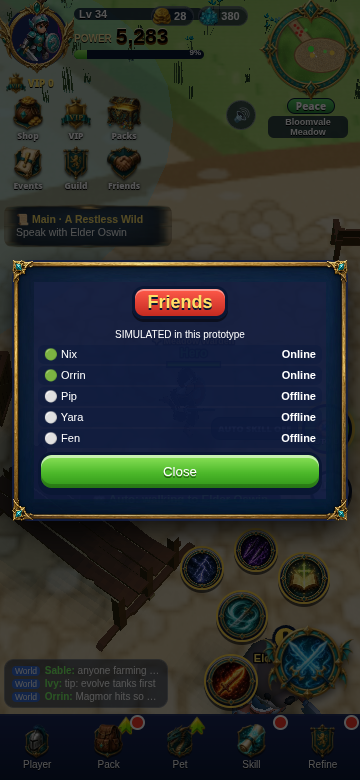 Lv 34
28
380
POWER 5,283
9%
VIP 0
Shop
VIP
Packs
Peace
Bloomvale
Meadow
Events
Guild
Friends
Main · A Restless Wild
Speak with Elder Oswin
Friends
SIMULATED in this prototype
Nix Online
Orrin Online
Pip Offline
Yara Offline
Fen Offline
Close
World Sable: anyone farming ...
World Ivy: tip: evolve tanks first
World Orrin: Magmor hits so ...
Player
Pack
Pet
Skill
Refine